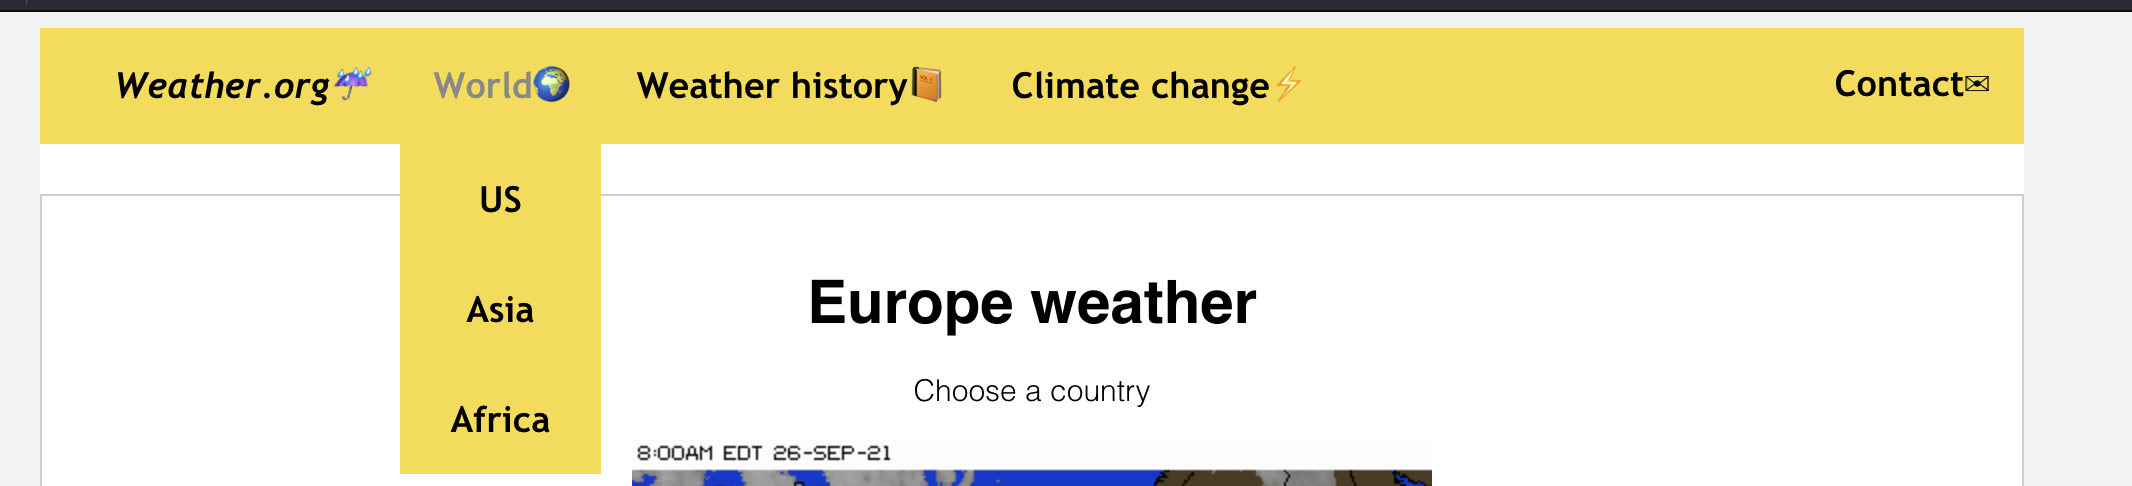 Weather.org☔ World🌍 Weather history📔 Climate change⚡ Contact✉
US
Asia
Africa
Europe weather
Choose a country
8:00AM EDT 26-SEP-21